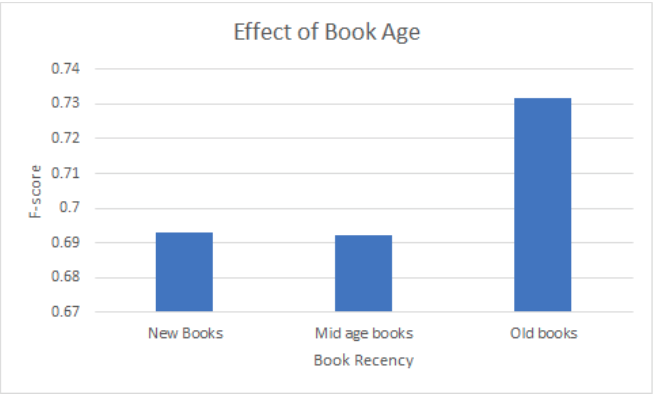 Effect of Book Age
0.74
0.73
0.72
0.71
0.7
0.69
0.68
0.67
F-score
New Books Mid age books Old books
Book Recency